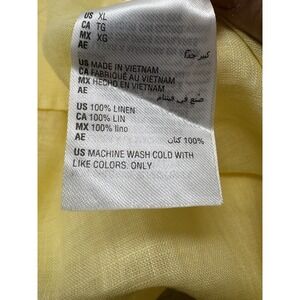 US XL
CA TG
MX XG
AE كبير جدًا
US MADE IN VIETNAM
CA FABRIQUÉ AU VIETNAM
MX HECHO EN VIETNAM
AE صُنع في فيتنام
US 100% LINEN
CA 100% LIN
MX 100% lino
AE 100% كتان
US MACHINE WASH COLD WITH
LIKE COLORS. ONLY